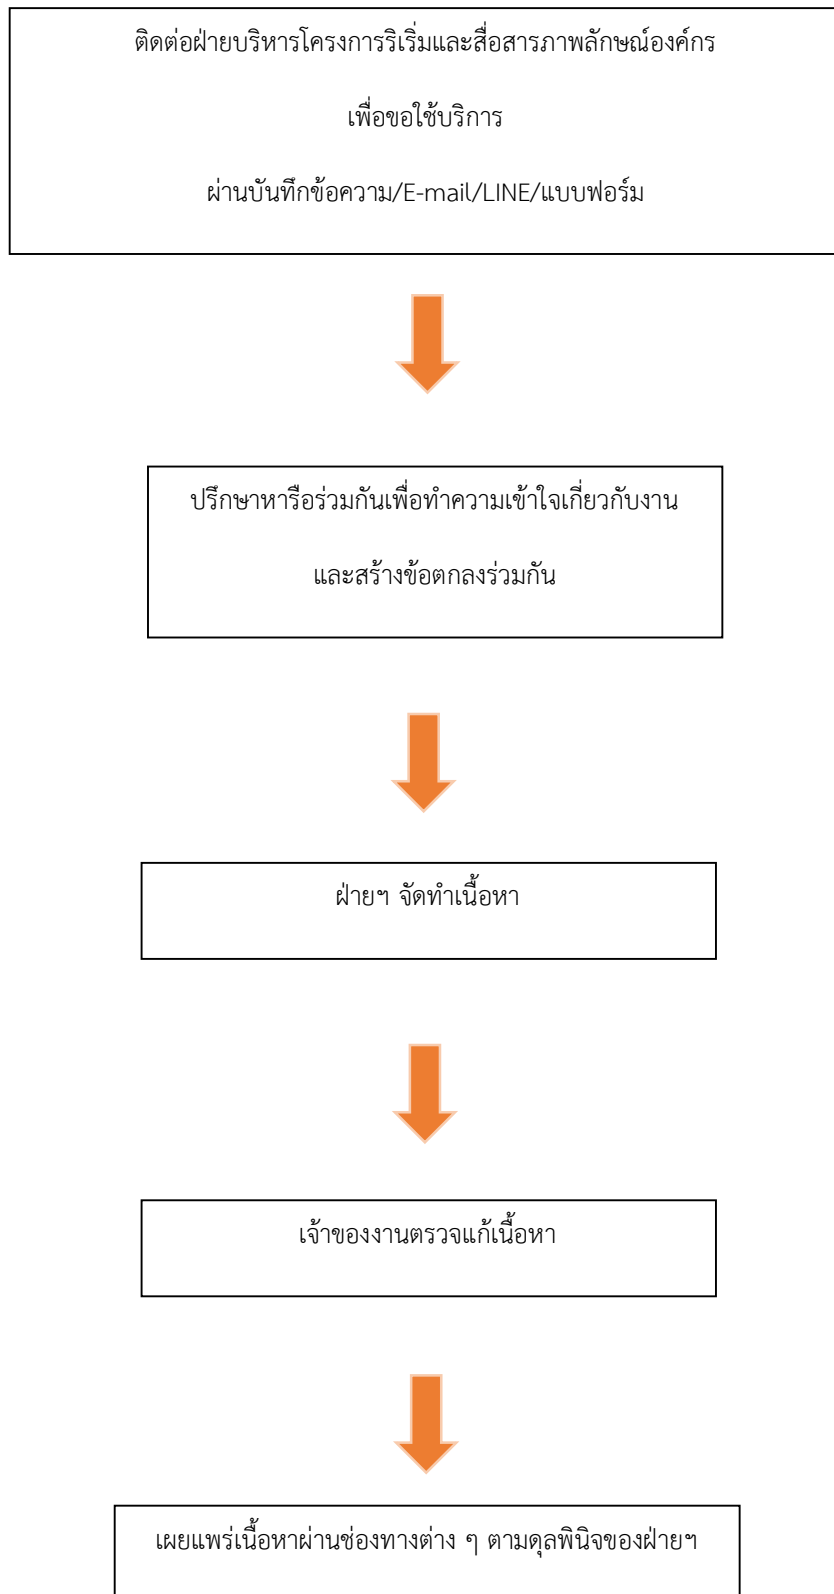 ติดต่อฝ่ายบริหารโครงการริเริ่มและสื่อสารภาพลักษณ์องค์กร
เพื่อขอใช้บริการ
ผ่านบันทึกข้อความ/E-mail/LINE/แบบฟอร์ม
ปรึกษาหารือร่วมกันเพื่อทำความเข้าใจเกี่ยวกับงาน
และสร้างข้อตกลงร่วมกัน
ฝ่ายฯ จัดทำเนื้อหา
เจ้าของงานตรวจแก้เนื้อหา
เผยแพร่เนื้อหาผ่านช่องทางต่าง ๆ ตามดุลพินิจของฝ่ายฯ